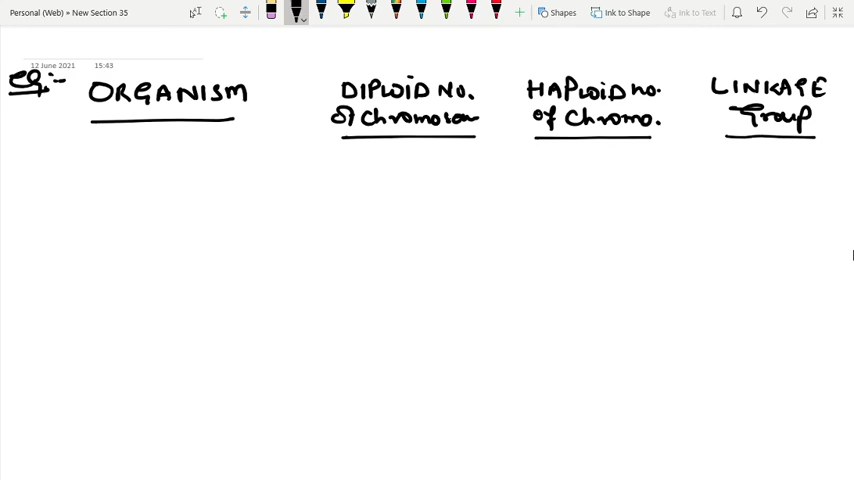 Personal (Web) » New Section 35
Shapes
Ink to Shape
Ink to Text
12 June 2021 15:43
Eg:-
ORGANISM
DIPLOID NO.
of chromosom
HAPLOID no.
of Chromo.
LINKAGE
Group